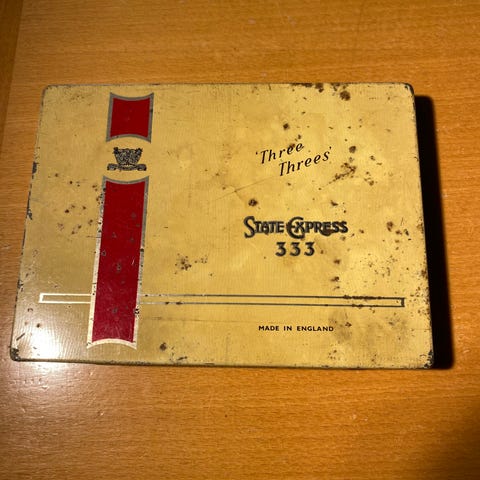 'Three
Threes'
STATE EXPRESS
333
MADE IN ENGLAND